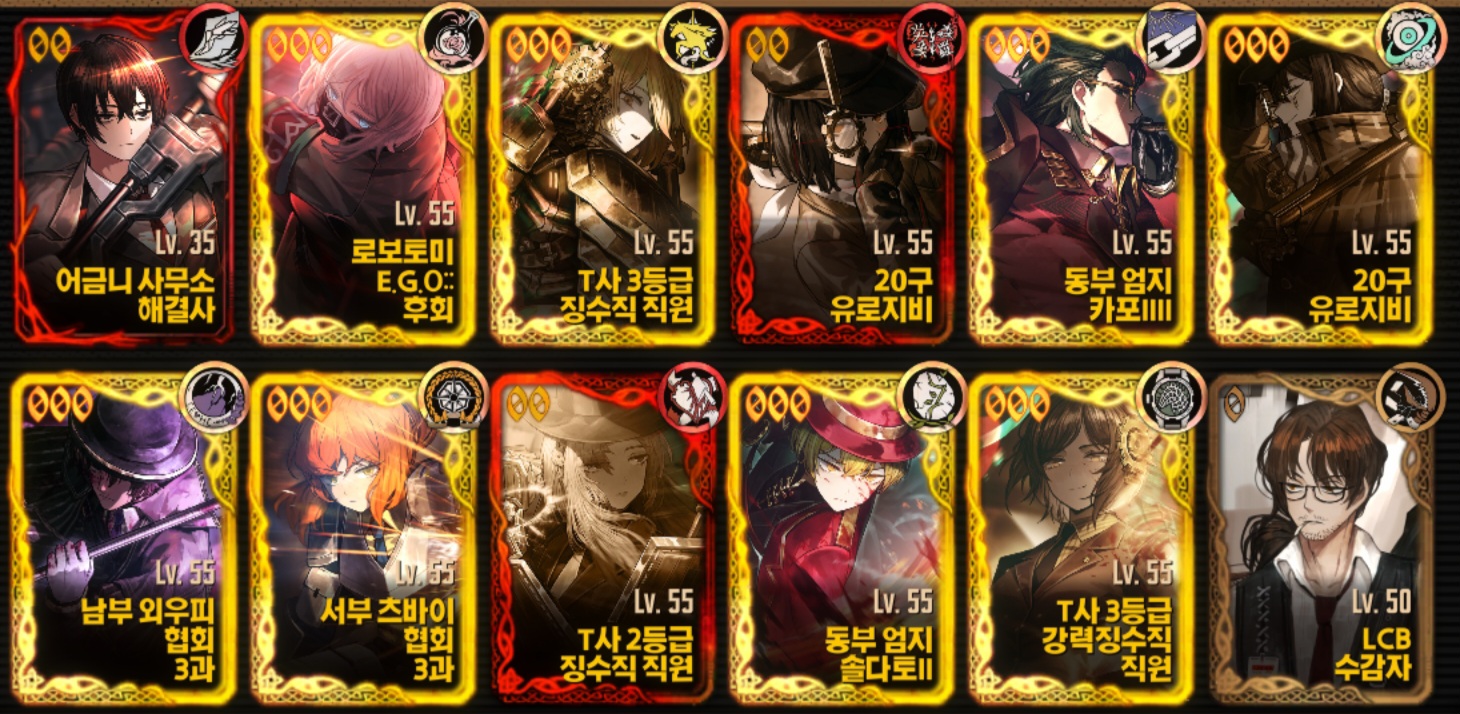 Lv. 35
어금니 사무소
해결사
Lv. 55
로보토미
E.G.O::
후회
Lv. 55
T사 3등급
징수직 직원
Lv. 55
20구
유로지비
Lv. 55
동부 엄지
카포IIII
Lv. 55
20구
유로지비
Lv. 55
남부 외우피
협회
3과
Lv. 55
서부 츠바이
협회
3과
Lv. 55
T사 2등급
징수직 직원
Lv. 55
동부 엄지
솔다토II
Lv. 55
T사 3등급
강력징수직
직원
Lv. 50
LCB
수감자